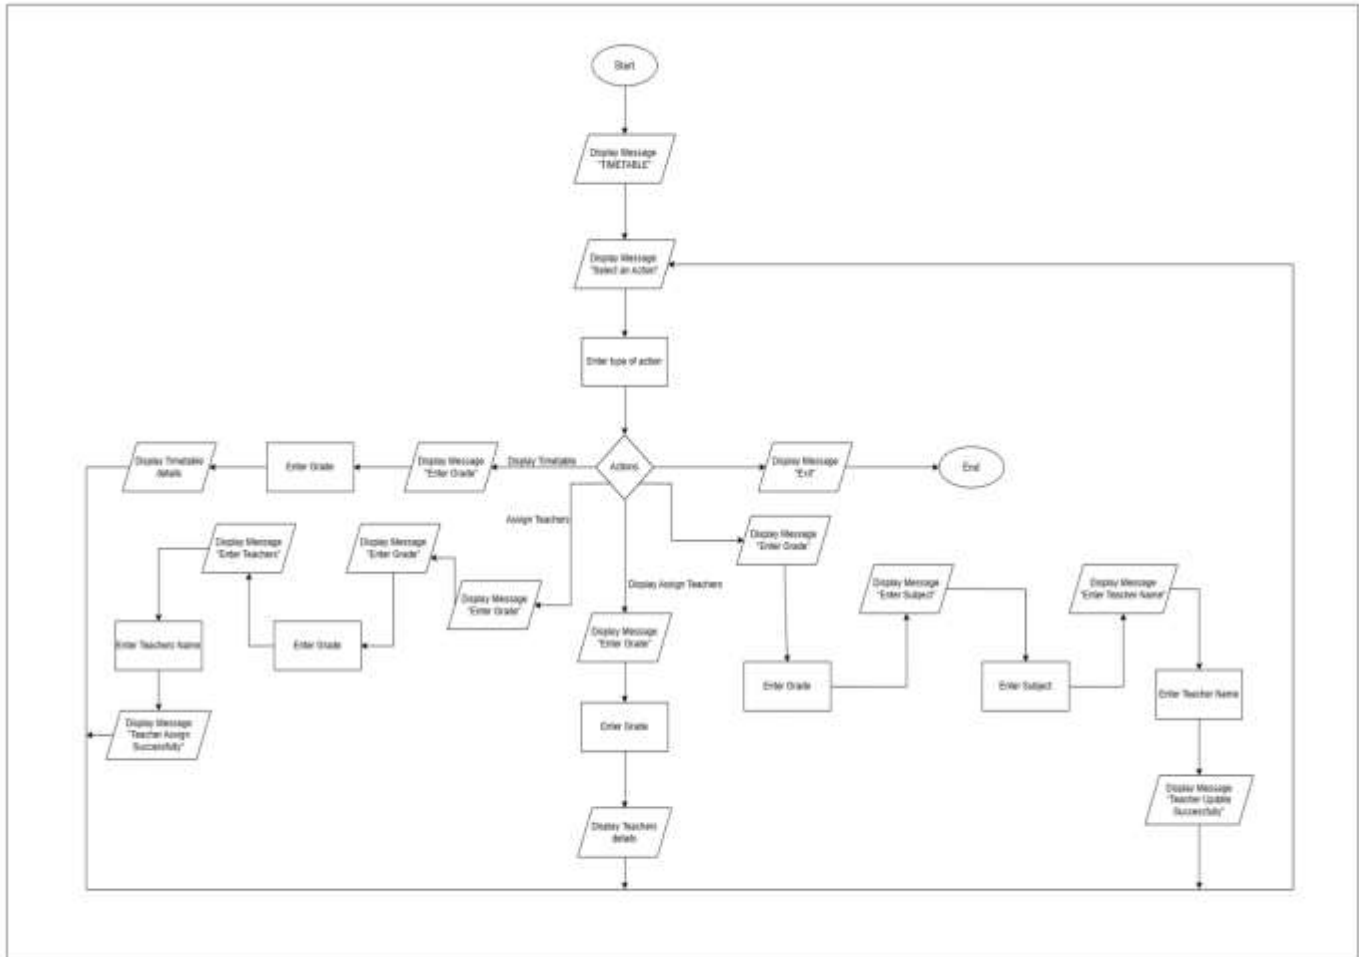 Start
Display Message
"TIMETABLE"
Display Message
"Select an Action"
Enter type of action
Actions
Display Timetable
Display Message
"Enter Grade"
Enter Grade
Display Timetable
details
Display Message
"Exit"
End
Assign Teachers
Display Message
"Enter Grade"
Display Message
"Enter Grade"
Enter Grade
Display Message
"Enter Teachers"
Enter Teachers Name
Display Message
"Teacher Assign
Successfully"
Display Assign Teachers
Display Message
"Enter Grade"
Enter Grade
Display Teachers
details
Display Message
"Enter Grade"
Enter Grade
Display Message
"Enter Subject"
Enter Subject
Display Message
"Enter Teacher Name"
Enter Teacher Name
Display Message
"Teacher Update
Successfully"